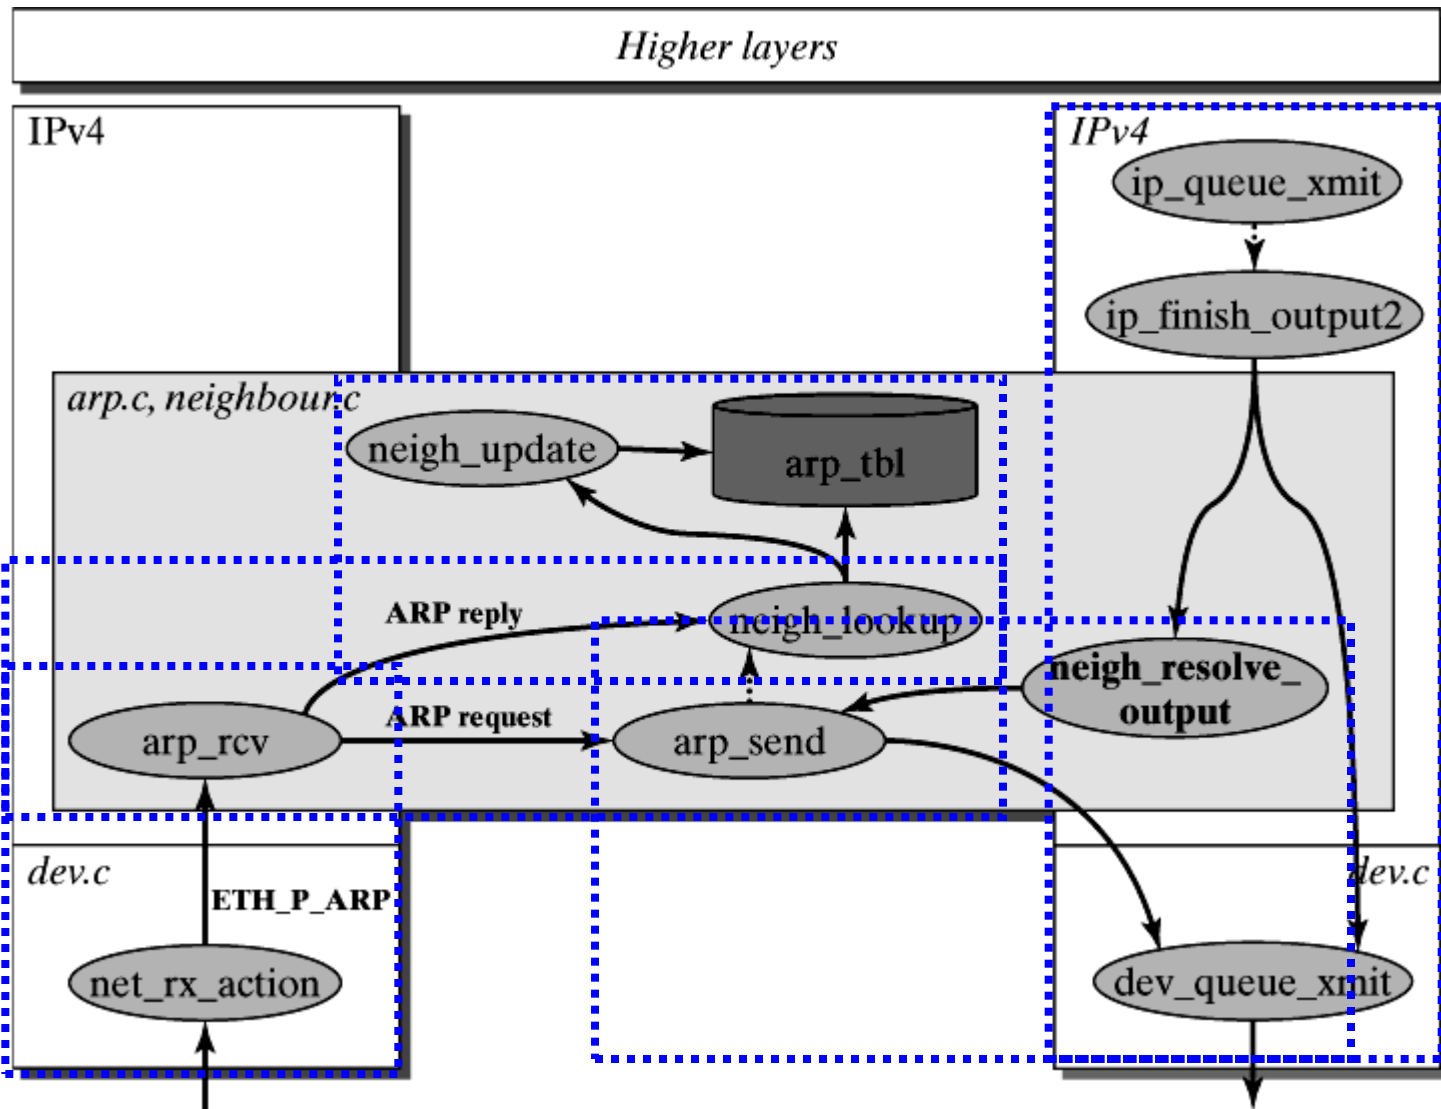 Higher layers
IPv4
IPv4
ip_queue_xmit
ip_finish_output2
arp.c, neighbour.c
neigh_update
arp_tbl
ARP reply
neigh_lookup
neigh_resolve_
output
ARP request
arp_rcv
arp_send
dev.c
dev.c
ETH_P_ARP
net_rx_action
dev_queue_xmit